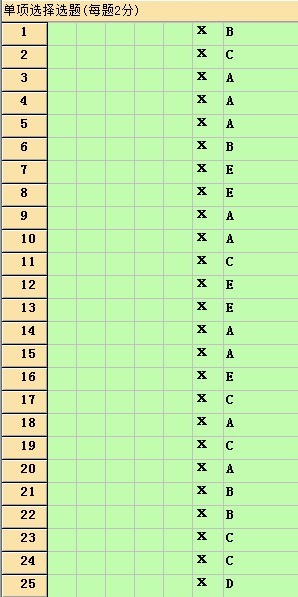 单项选择选题(每题2分)
1 X B
2 X C
3 X A
4 X A
5 X A
6 X B
7 X E
8 X E
9 X A
10 X A
11 X C
12 X E
13 X E
14 X A
15 X A
16 X E
17 X C
18 X A
19 X C
20 X A
21 X B
22 X B
23 X C
24 X C
25 X D